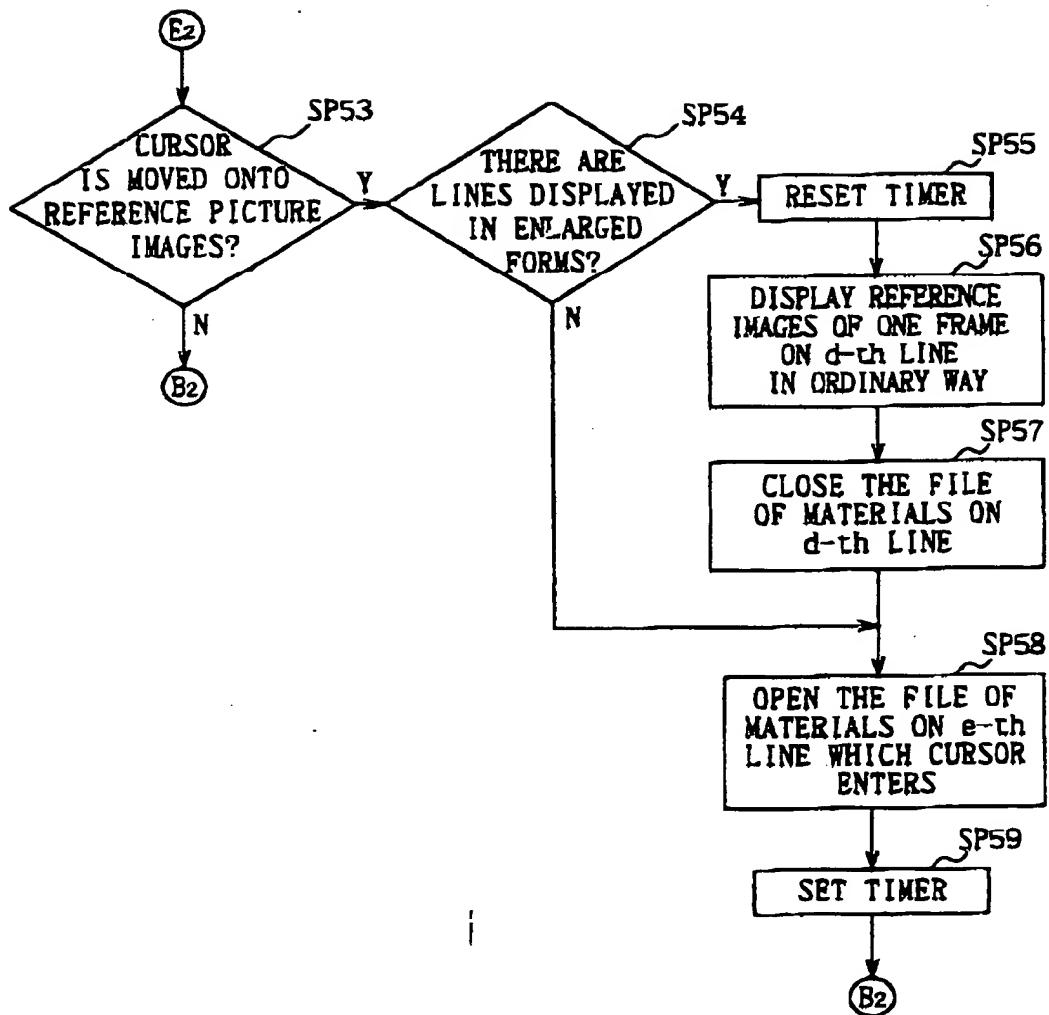 E2
SP53
CURSOR
IS MOVED ONTO
REFERENCE PICTURE
IMAGES?
Y
N
B2
SP54
THERE ARE
LINES DISPLAYED
IN ENLARGED
FORMS?
Y
N
SP55
RESET TIMER
SP56
DISPLAY REFERENCE
IMAGES OF ONE FRAME
ON d-th LINE
IN ORDINARY WAY
SP57
CLOSE THE FILE
OF MATERIALS ON
d-th LINE
SP58
OPEN THE FILE OF
MATERIALS ON e-th
LINE WHICH CURSOR
ENTERS
SP59
SET TIMER
B2